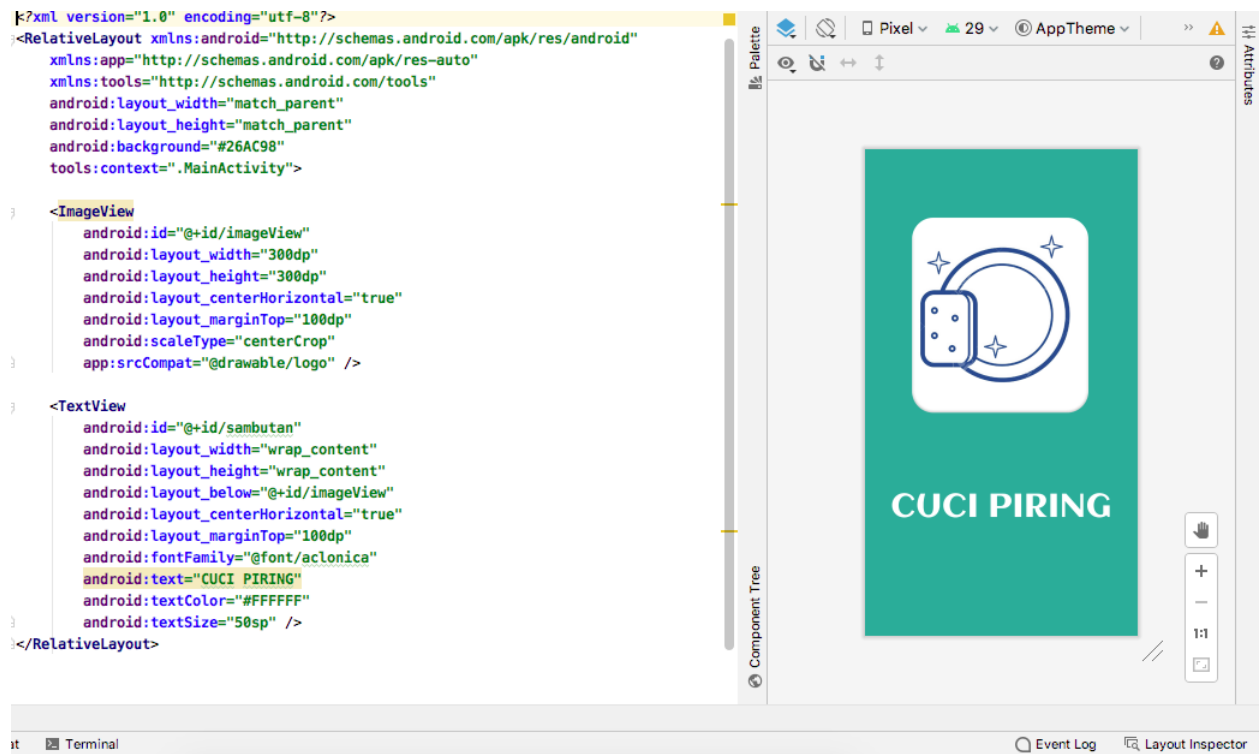 <?xml version="1.0" encoding="utf-8"?>
<RelativeLayout xmlns:android="http://schemas.android.com/apk/res/android"
    xmlns:app="http://schemas.android.com/apk/res-auto"
    xmlns:tools="http://schemas.android.com/tools"
    android:layout_width="match_parent"
    android:layout_height="match_parent"
    android:background="#26AC98"
    tools:context=".MainActivity">

    <ImageView
        android:id="@+id/imageView"
        android:layout_width="300dp"
        android:layout_height="300dp"
        android:layout_centerHorizontal="true"
        android:layout_marginTop="100dp"
        android:scaleType="centerCrop"
        app:srcCompat="@drawable/logo" />

    <TextView
        android:id="@+id/sambutan"
        android:layout_width="wrap_content"
        android:layout_height="wrap_content"
        android:layout_below="@+id/imageView"
        android:layout_centerHorizontal="true"
        android:layout_marginTop="100dp"
        android:fontFamily="@font/aclonica"
        android:text="CUCI PIRING"
        android:textColor="#FFFFFF"
        android:textSize="50sp" />
</RelativeLayout>
Palette
Component Tree
Pixel
29
AppTheme
Attributes
CUCI PIRING
1:1
Terminal
Event Log
Layout Inspector